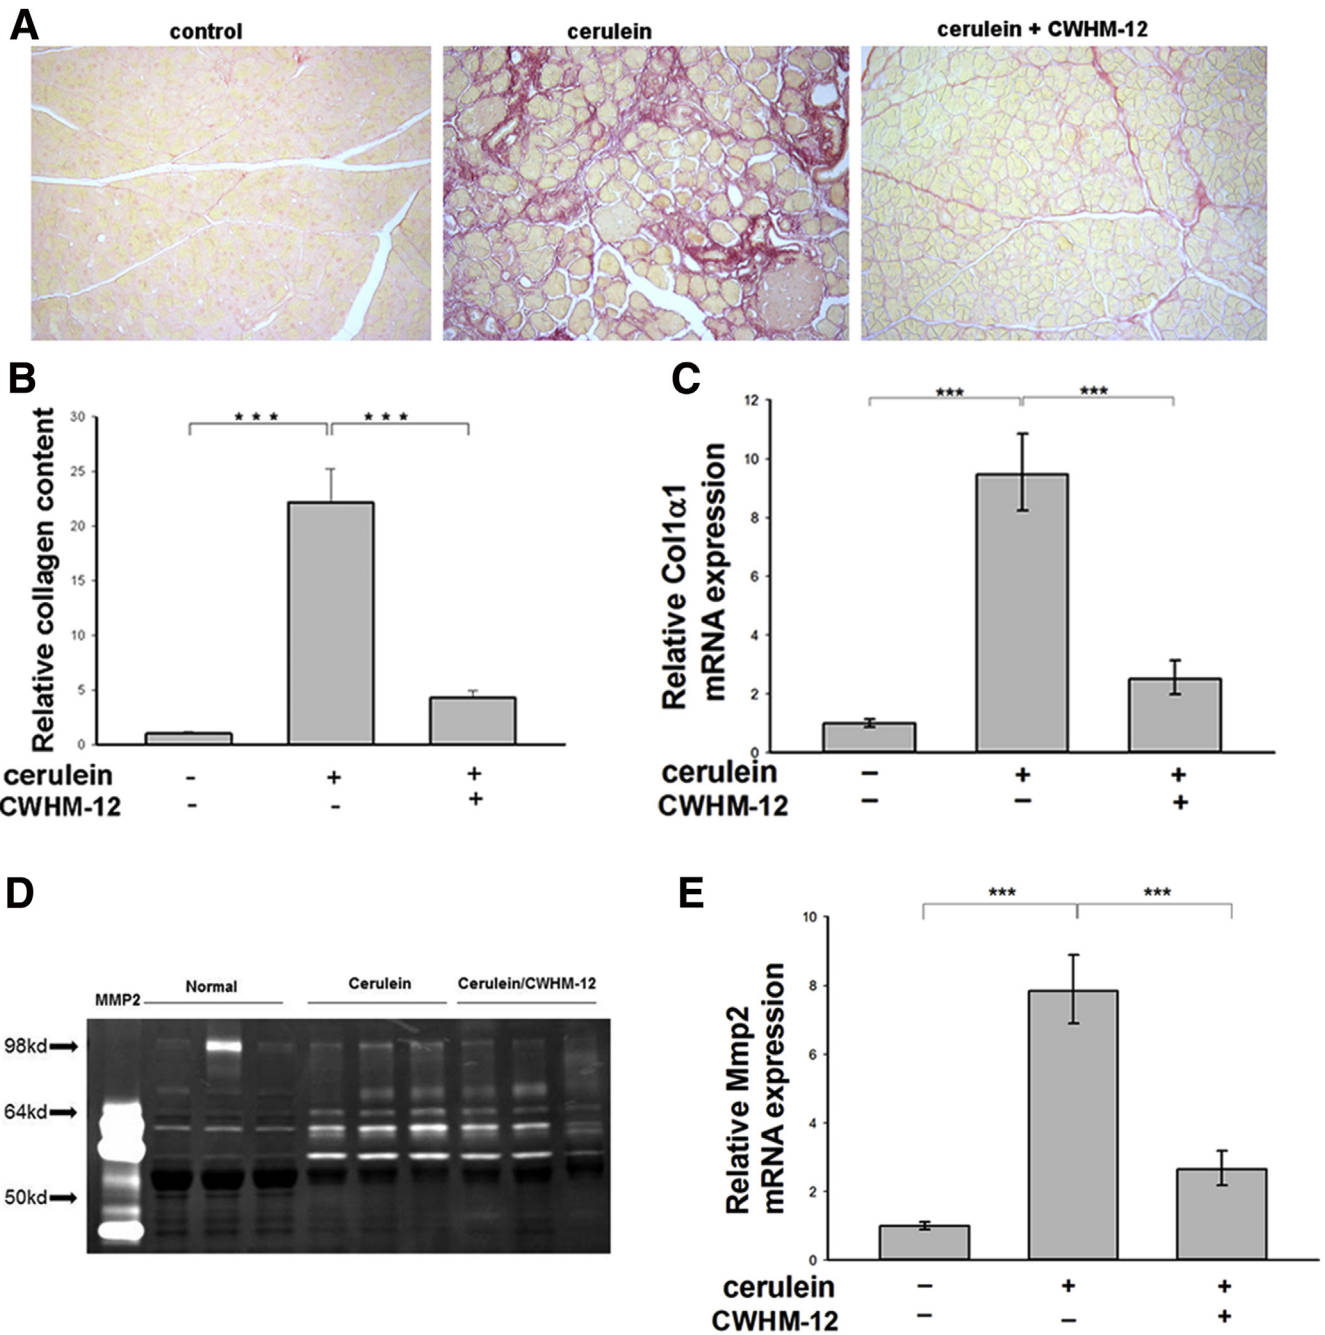 A
control
cerulein
cerulein + CWHM-12
B
Relative collagen content
30
25
20
15
10
5
0
* * *
* * *
cerulein - + +
CWHM-12 - - +
C
Relative Col1α1
mRNA expression
12
10
8
6
4
2
0
***
***
cerulein – + +
CWHM-12 – – +
D
MMP2
Normal
Cerulein
Cerulein/CWHM-12
98kd
64kd
50kd
E
Relative Mmp2
mRNA expression
10
8
6
4
2
0
***
***
cerulein – + +
CWHM-12 – – +